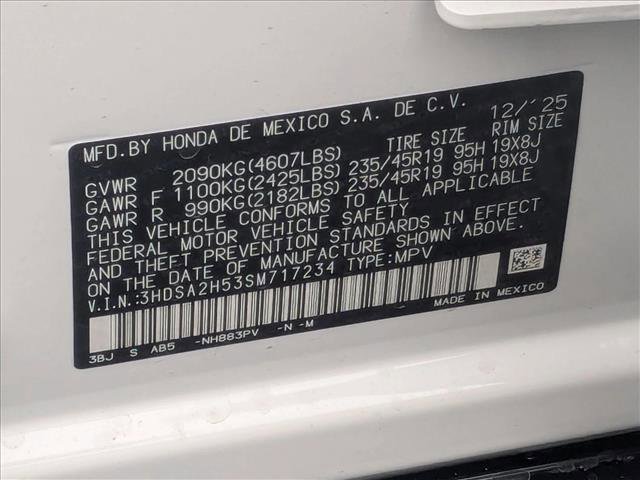 MFD.BY HONDA DE MEXICO S.A. DE C.V. 12/'25
TIRE SIZE RIM SIZE
GVWR 2090KG(4607LBS)
GAWR F 1100KG(2425LBS) 235/45R19 95H 19X8J
GAWR R 990KG(2182LBS) 235/45R19 95H 19X8J
THIS VEHICLE CONFORMS TO ALL APPLICABLE
FEDERAL MOTOR VEHICLE SAFETY
AND THEFT PREVENTION STANDARDS IN EFFECT
ON THE DATE OF MANUFACTURE SHOWN ABOVE.
V.I.N.:3HDSA2H53SM717234 TYPE:MPV
MADE IN MEXICO
3BJ S AB5 -NH883PV -N -M